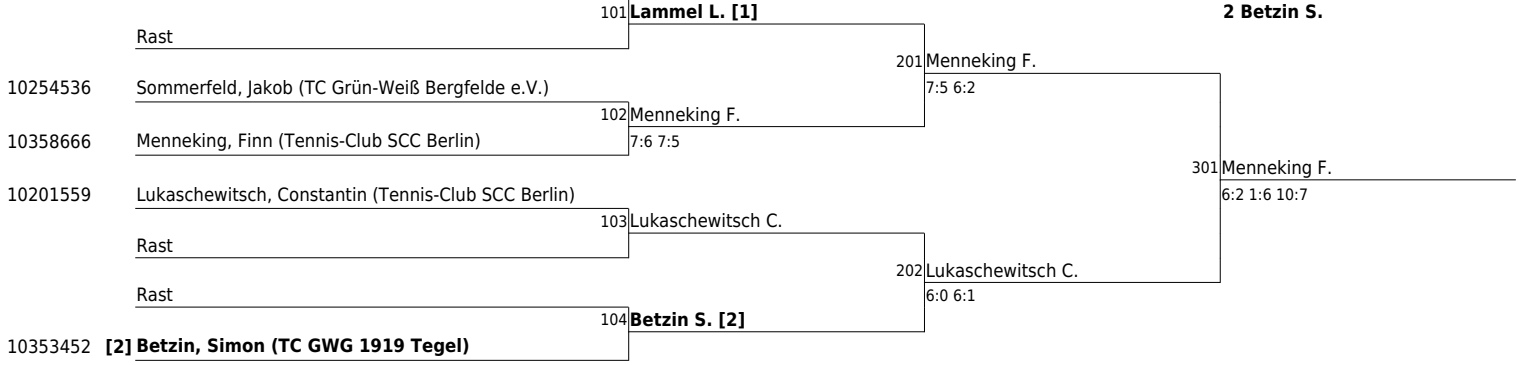 101 Lammel L. [1]
2 Betzin S.
Rast
201 Menneking F.
10254536 Sommerfeld, Jakob (TC Grün-Weiß Bergfelde e.V.)
7:5 6:2
102 Menneking F.
10358666 Menneking, Finn (Tennis-Club SCC Berlin)
7:6 7:5
301 Menneking F.
10201559 Lukaschewitsch, Constantin (Tennis-Club SCC Berlin)
6:2 1:6 10:7
103 Lukaschewitsch C.
Rast
202 Lukaschewitsch C.
Rast
6:0 6:1
104 Betzin S. [2]
10353452 [2] Betzin, Simon (TC GWG 1919 Tegel)